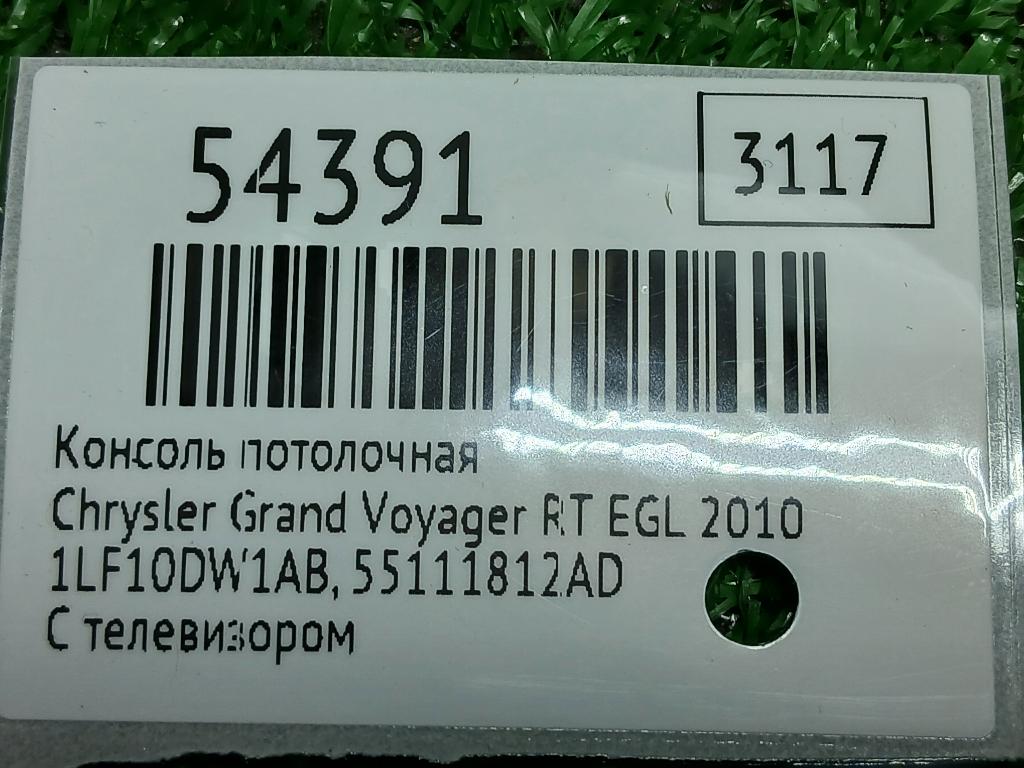 54391
3117
Консоль потолочная
Chrysler Grand Voyager RT EGL 2010
1LF10DW1AB, 55111812AD
С телевизором